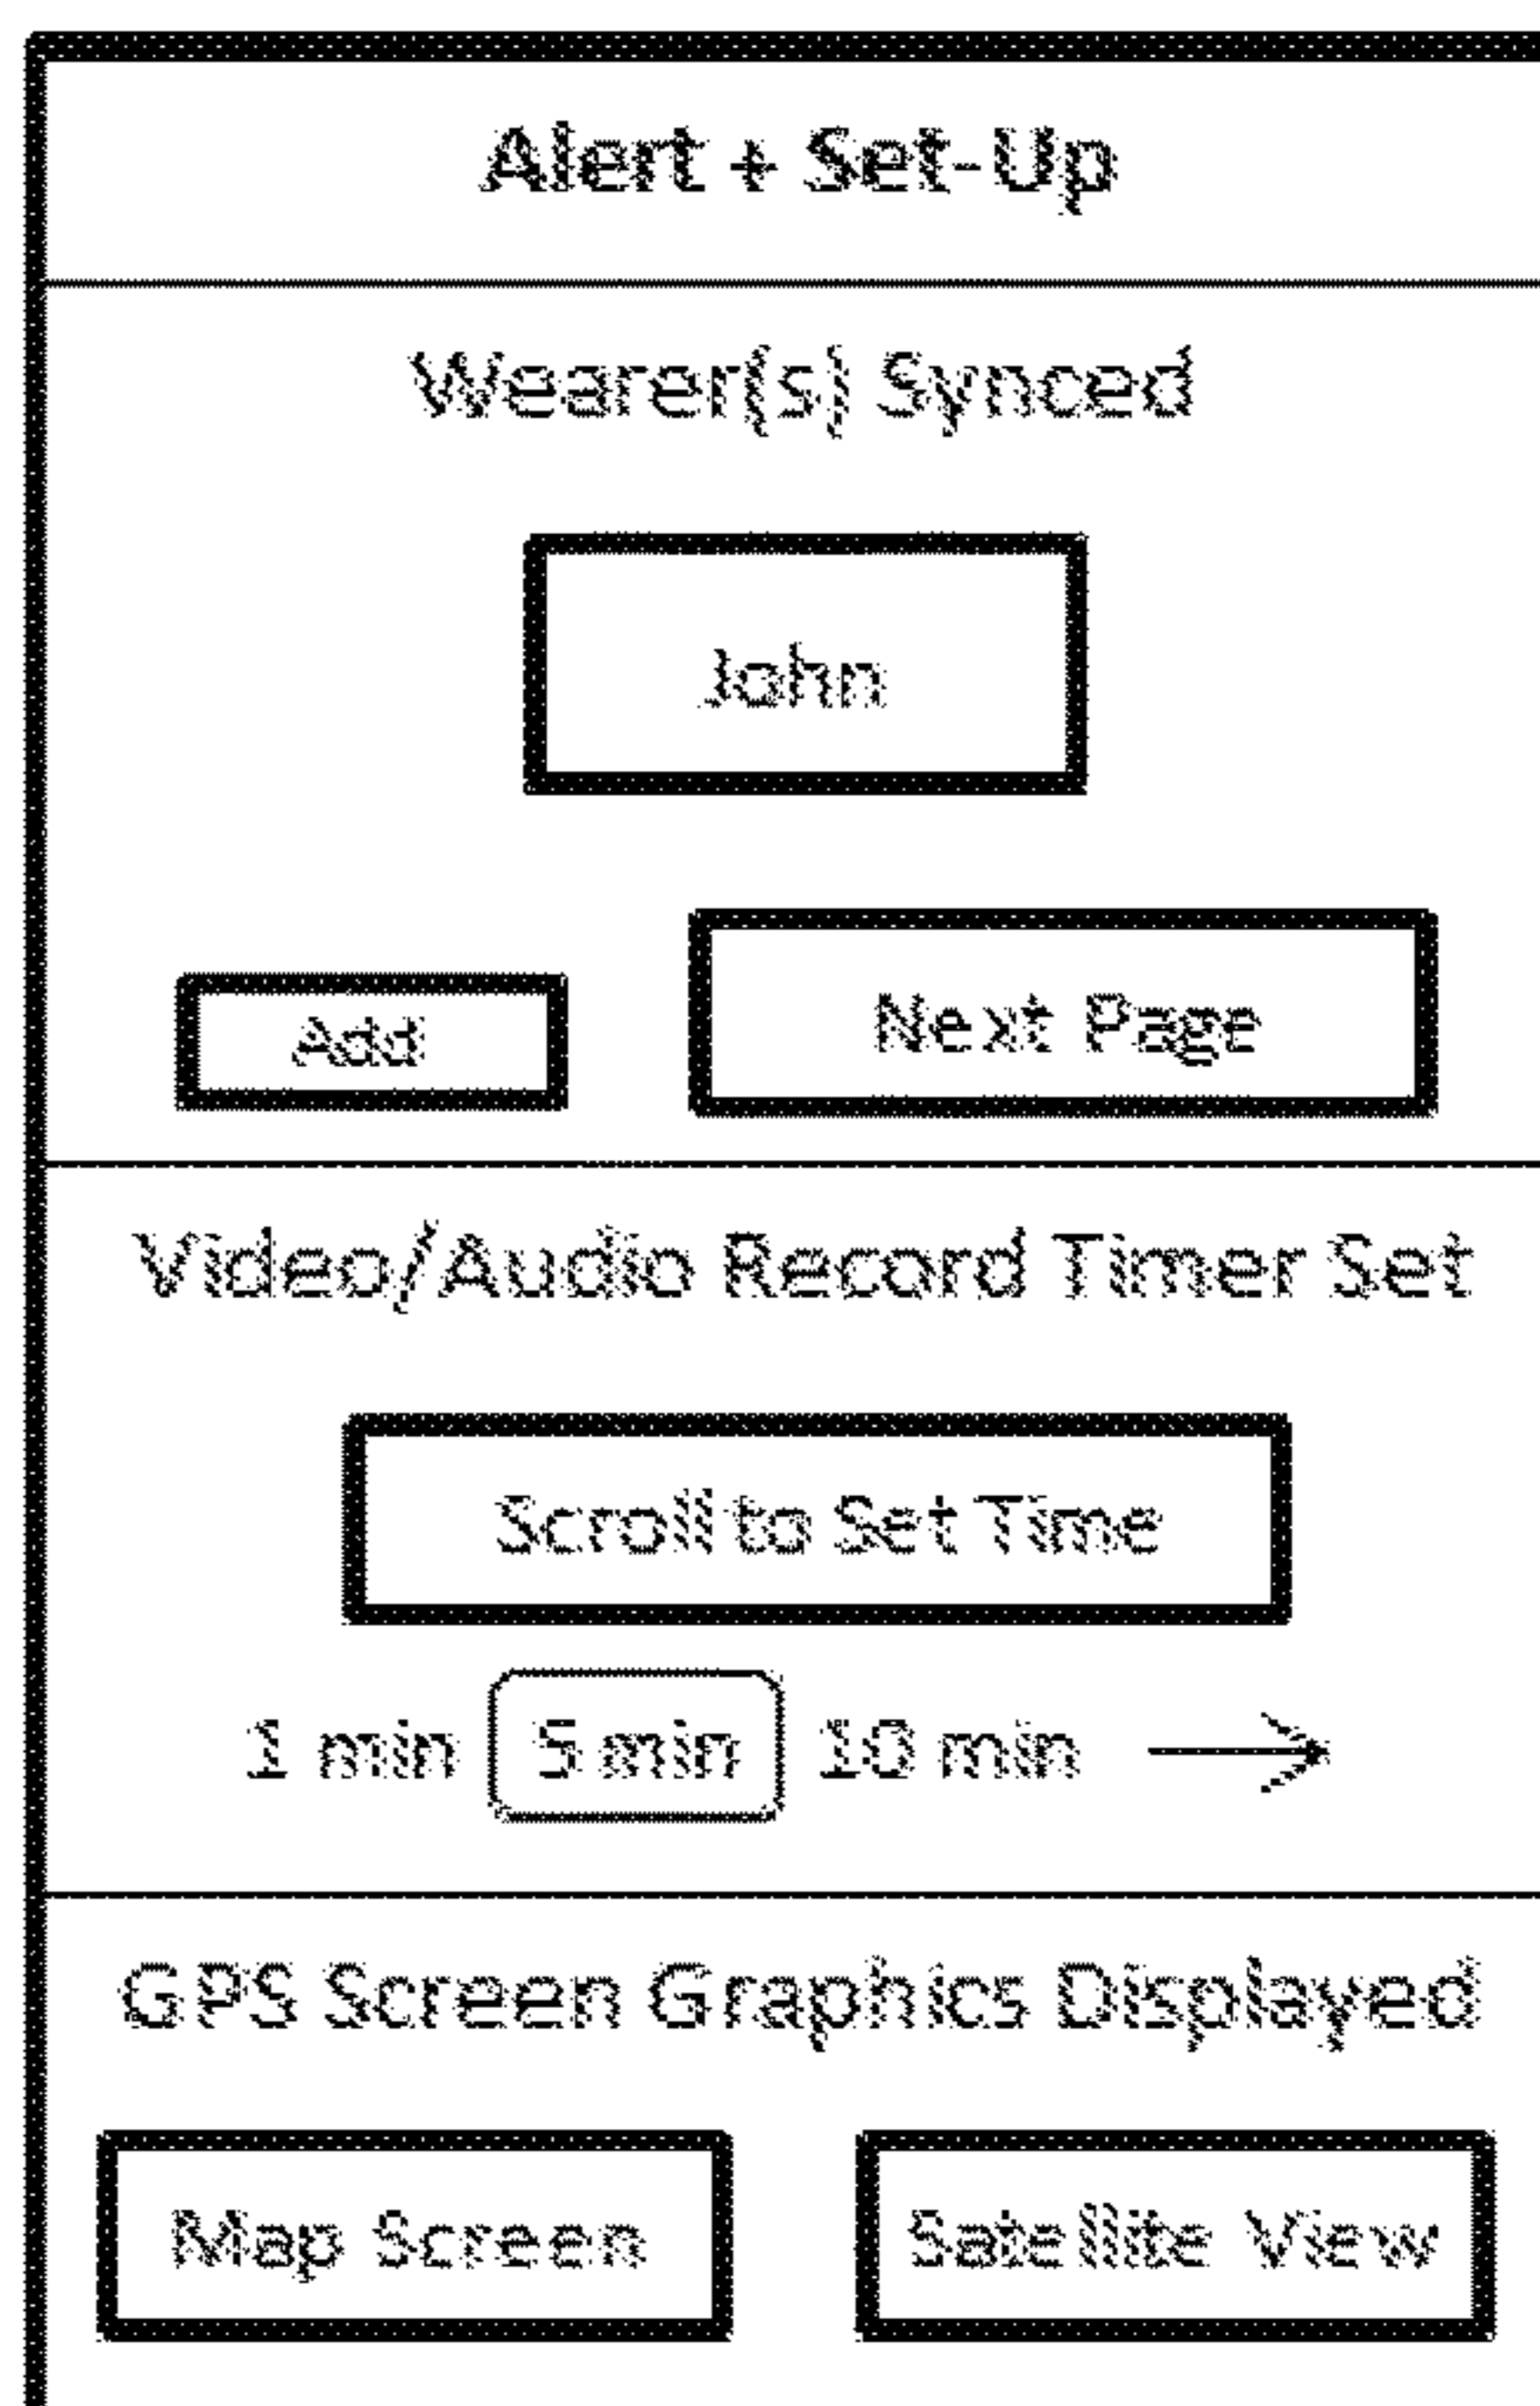 Alert + Set-Up
Wearer(s) Synced
John
Add Next Page
Video/Audio Record Timer Set
Scroll to Set Time
1 min 5 min 10 min
GPS Screen Graphics Displayed
Map Screen Satellite View